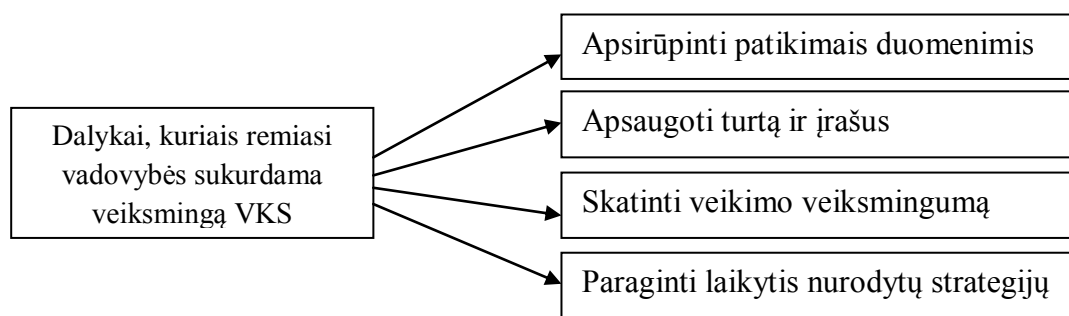 Dalykai, kuriais remiasi
vadovybės sukurdama
veiksmingą VKS
Apsirūpinti patikimais duomenimis
Apsaugoti turtą ir įrašus
Skatinti veikimo veiksmingumą
Paraginti laikytis nurodytų strategijų